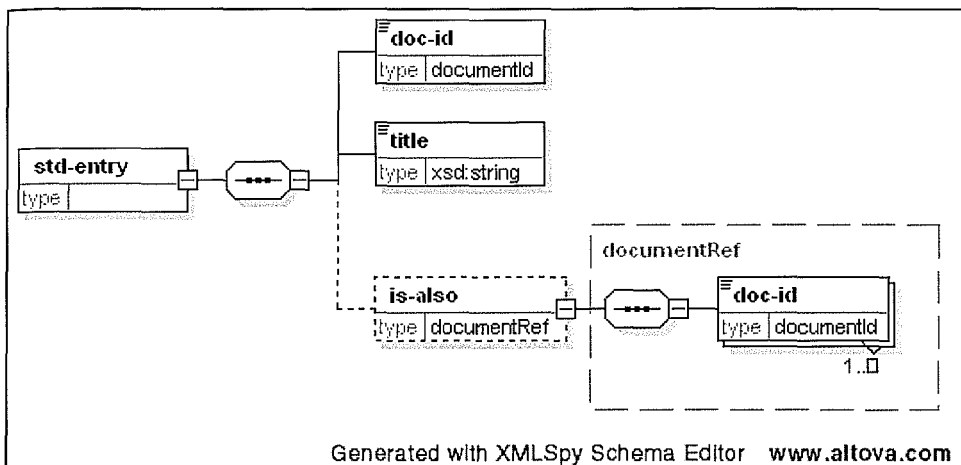 doc-id
type documentId
title
type xsd:string
std-entry
type
documentRef
is-also
type documentRef
doc-id
type documentId
1..
Generated with XMLSpy Schema Editor www.altova.com